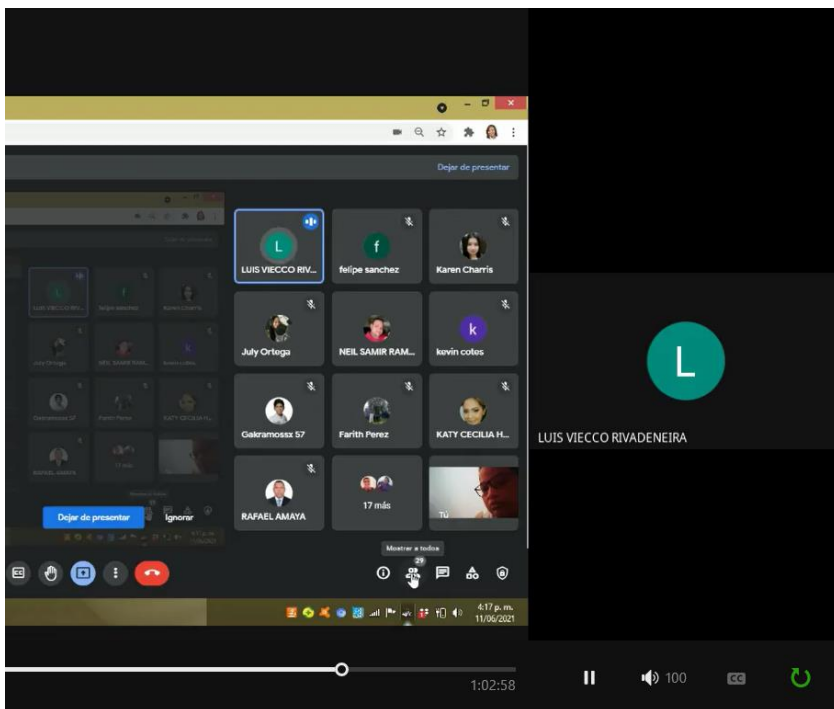 Dejar de presentar
L
LUIS VIECCO RIV...
f
felipe sanchez
Karen Charris
July Ortega
NEIL SAMIR RAM...
k
kevin cotes
Gakramossx 57
Farith Perez
KATY CECILIA H...
RAFAEL AMAYA
17 más
Tú
Dejar de presentar
Ignorar
Mostrar a todos
29
4:17 p. m.
11/06/2021
L
LUIS VIECCO RIVADENEIRA
1:02:58
100
CC